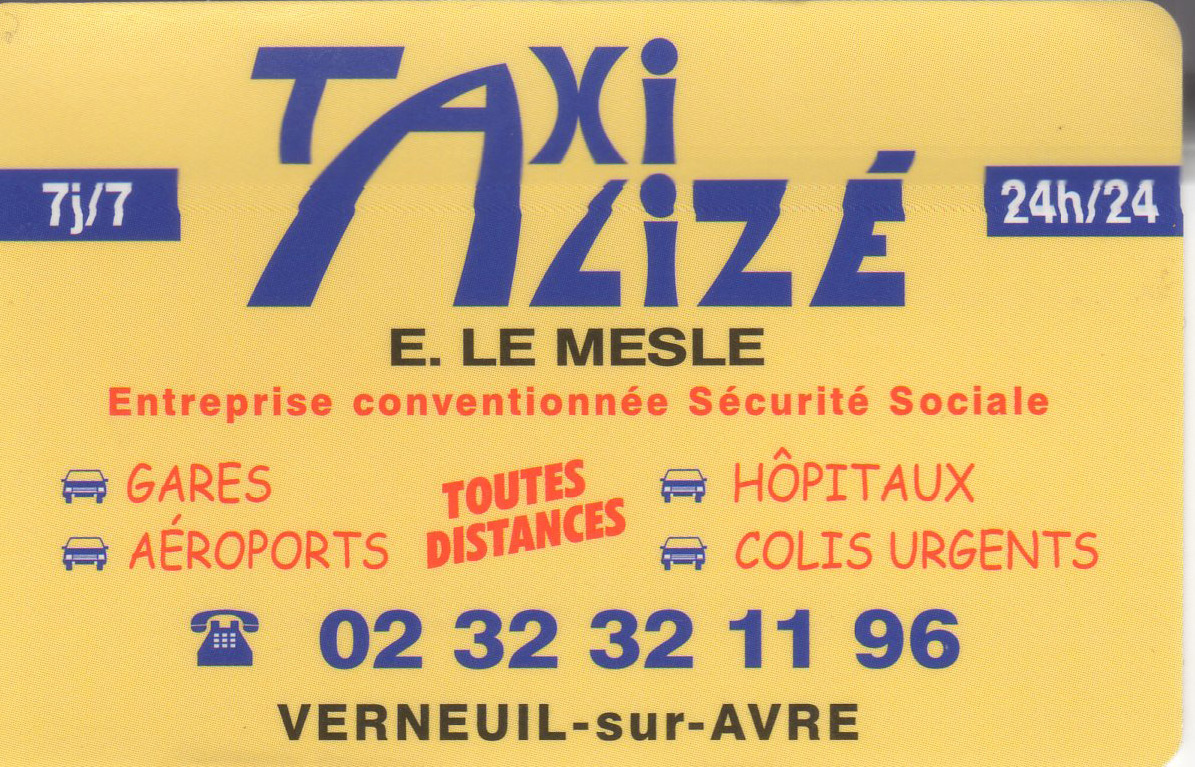 TAXi
ALiZÉ
7j/7
24h/24
E. LE MESLE
Entreprise conventionnée Sécurité Sociale
GARES
AÉROPORTS
TOUTES
DISTANCES
HÔPITAUX
COLIS URGENTS
02 32 32 11 96
VERNEUIL-sur-AVRE